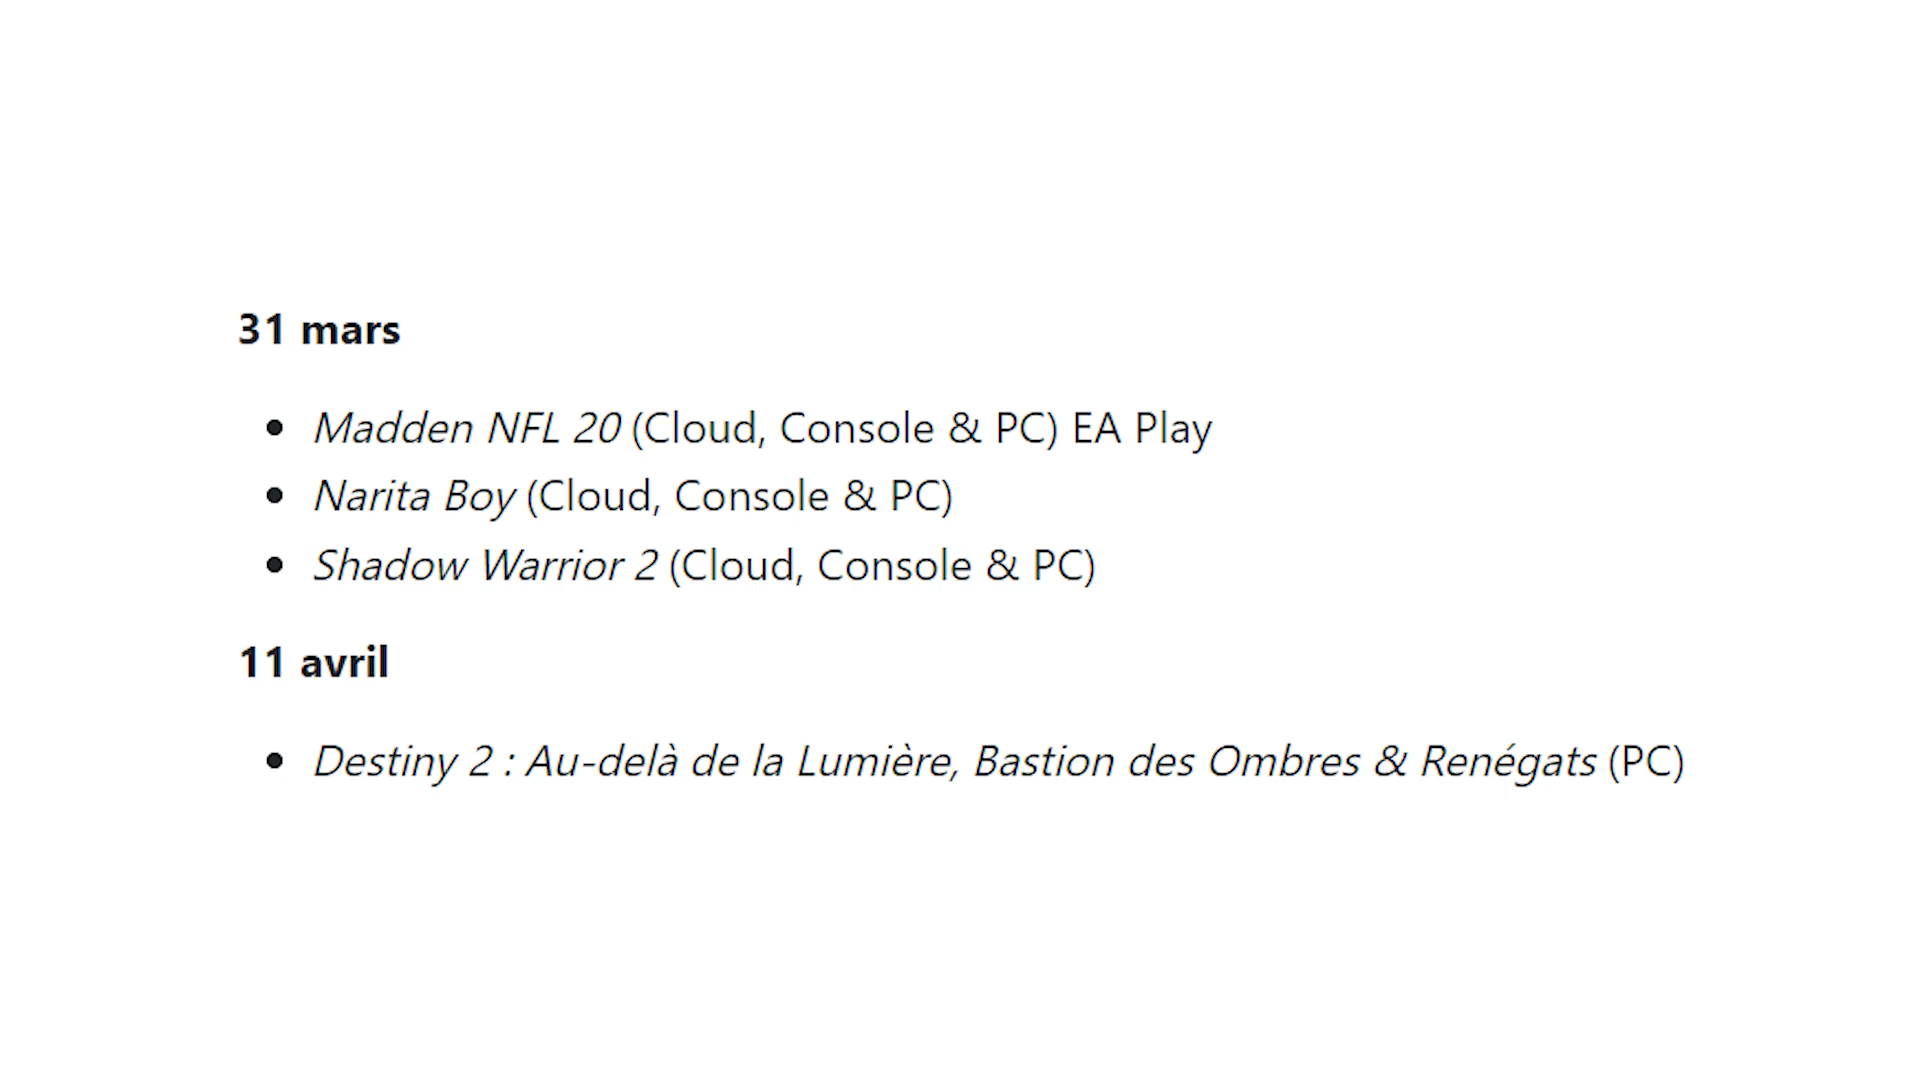 31 mars
Madden NFL 20 (Cloud, Console & PC) EA Play
Narita Boy (Cloud, Console & PC)
Shadow Warrior 2 (Cloud, Console & PC)
11 avril
Destiny 2 : Au-delà de la Lumière, Bastion des Ombres & Renégats (PC)